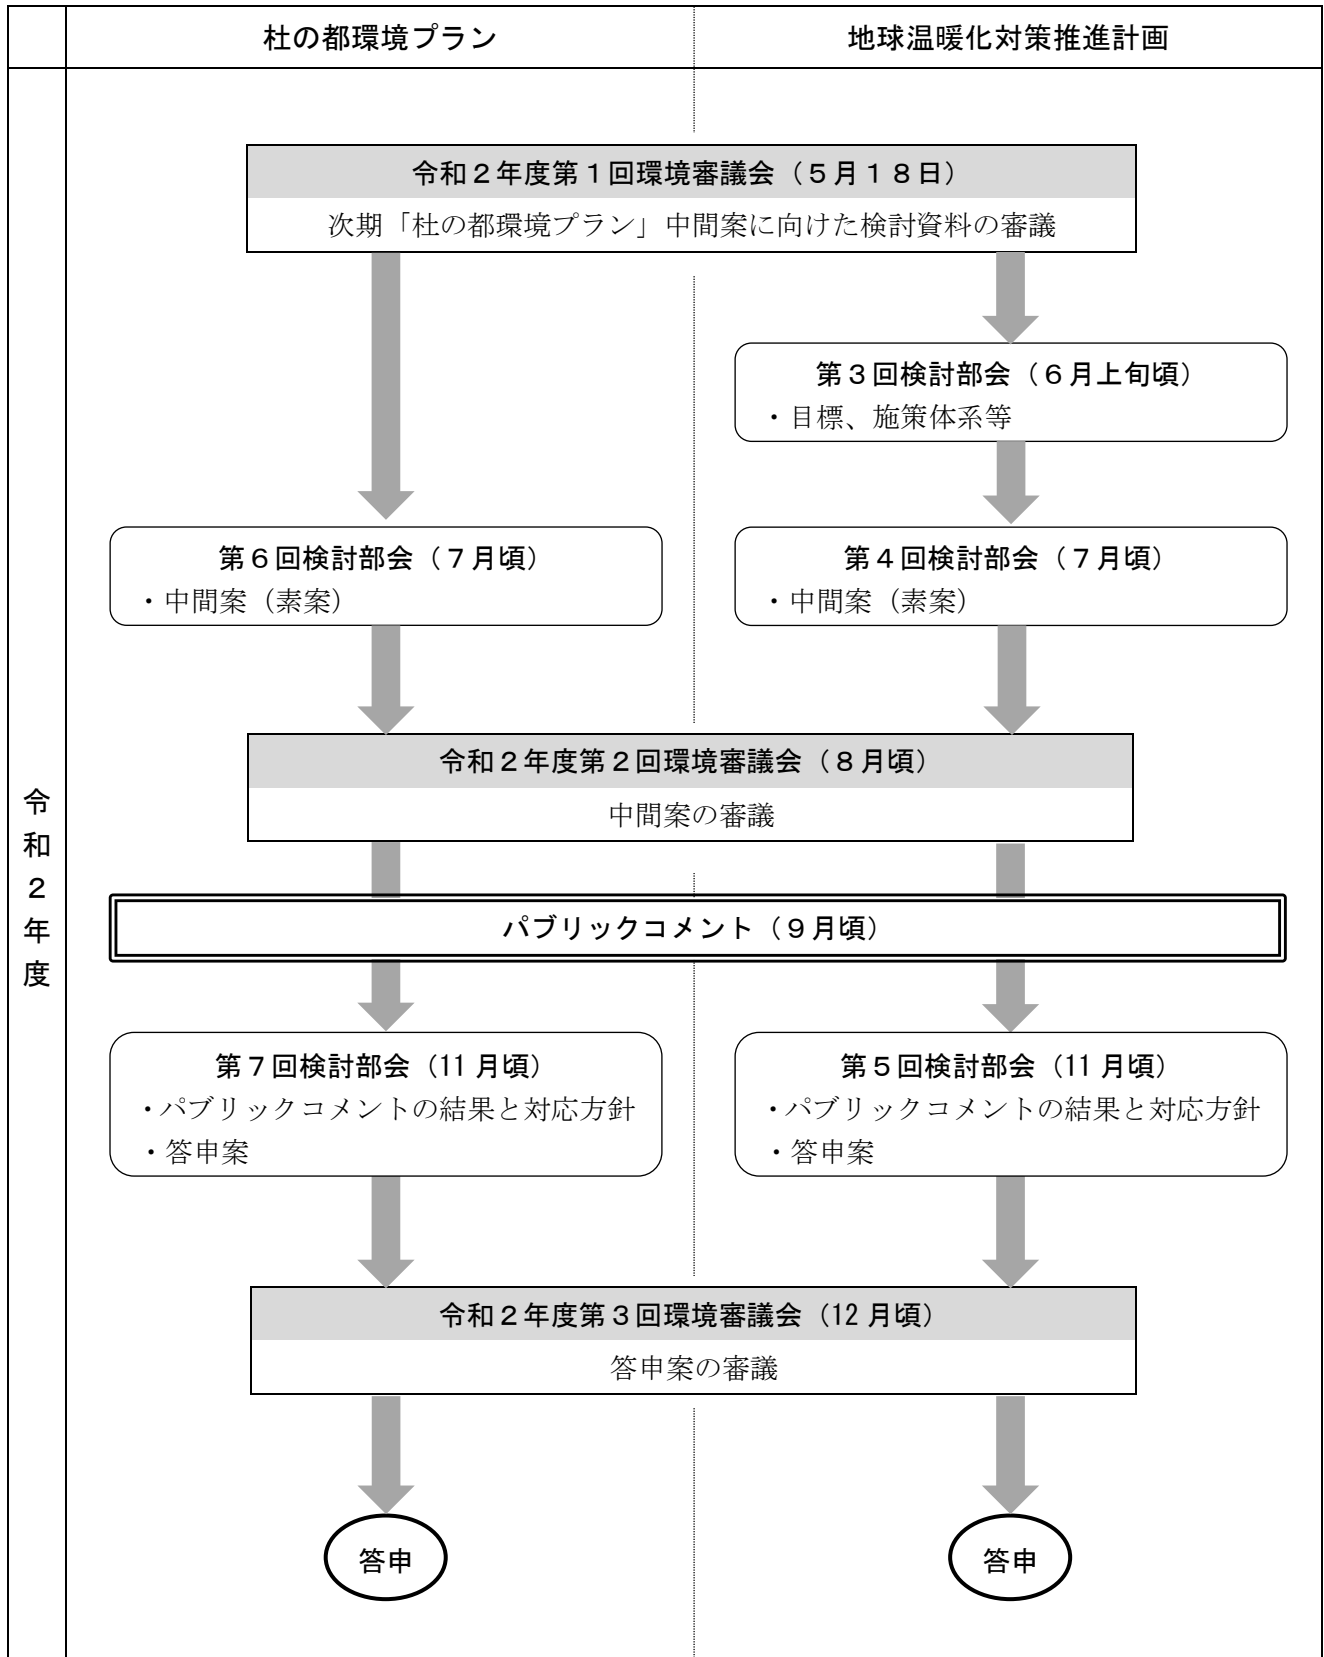 杜の都環境プラン
地球温暖化対策推進計画
令和２年度
令和２年度第１回環境審議会（５月１８日）
次期「杜の都環境プラン」中間案に向けた検討資料の審議
第３回検討部会（６月上旬頃）
・目標、施策体系等
第６回検討部会（７月頃）
・中間案（素案）
第４回検討部会（７月頃）
・中間案（素案）
令和２年度第２回環境審議会（８月頃）
中間案の審議
パブリックコメント（９月頃）
第７回検討部会（11 月頃）
・パブリックコメントの結果と対応方針
・答申案
第５回検討部会（11 月頃）
・パブリックコメントの結果と対応方針
・答申案
令和２年度第３回環境審議会（12 月頃）
答申案の審議
答申
答申